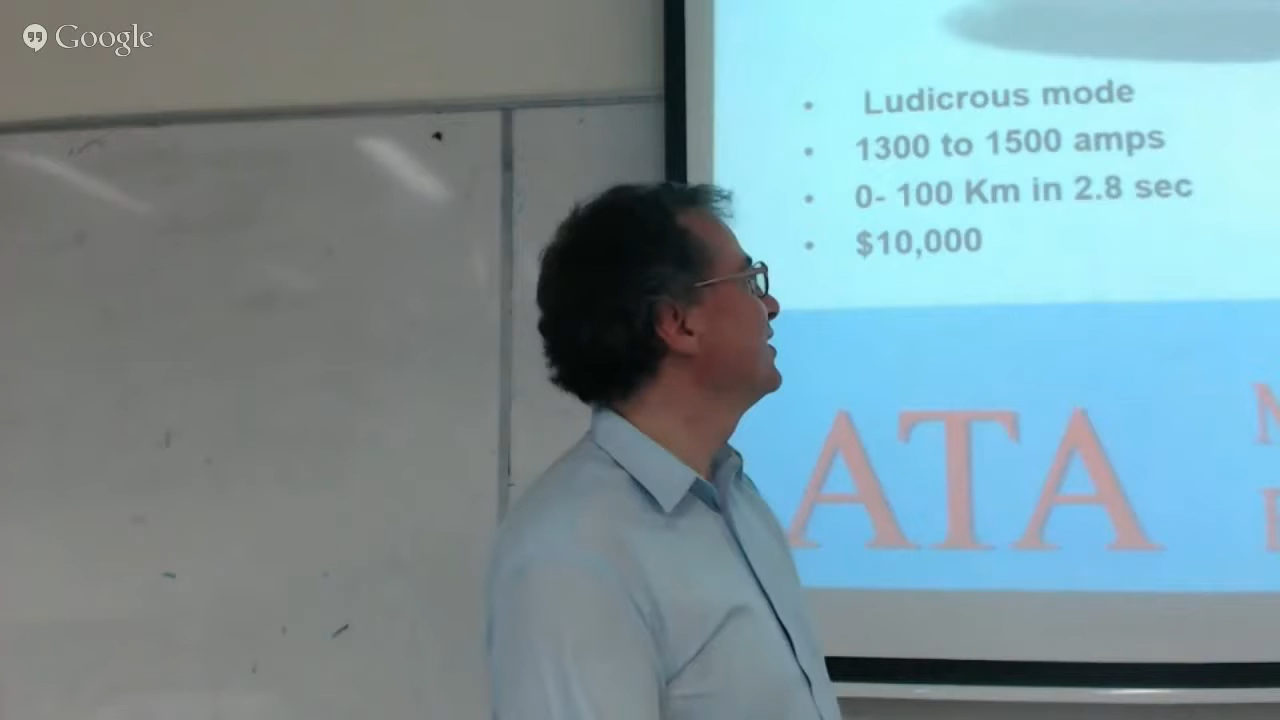 Google
Ludicrous mode
1300 to 1500 amps
0- 100 Km in 2.8 sec
$10,000
ATA